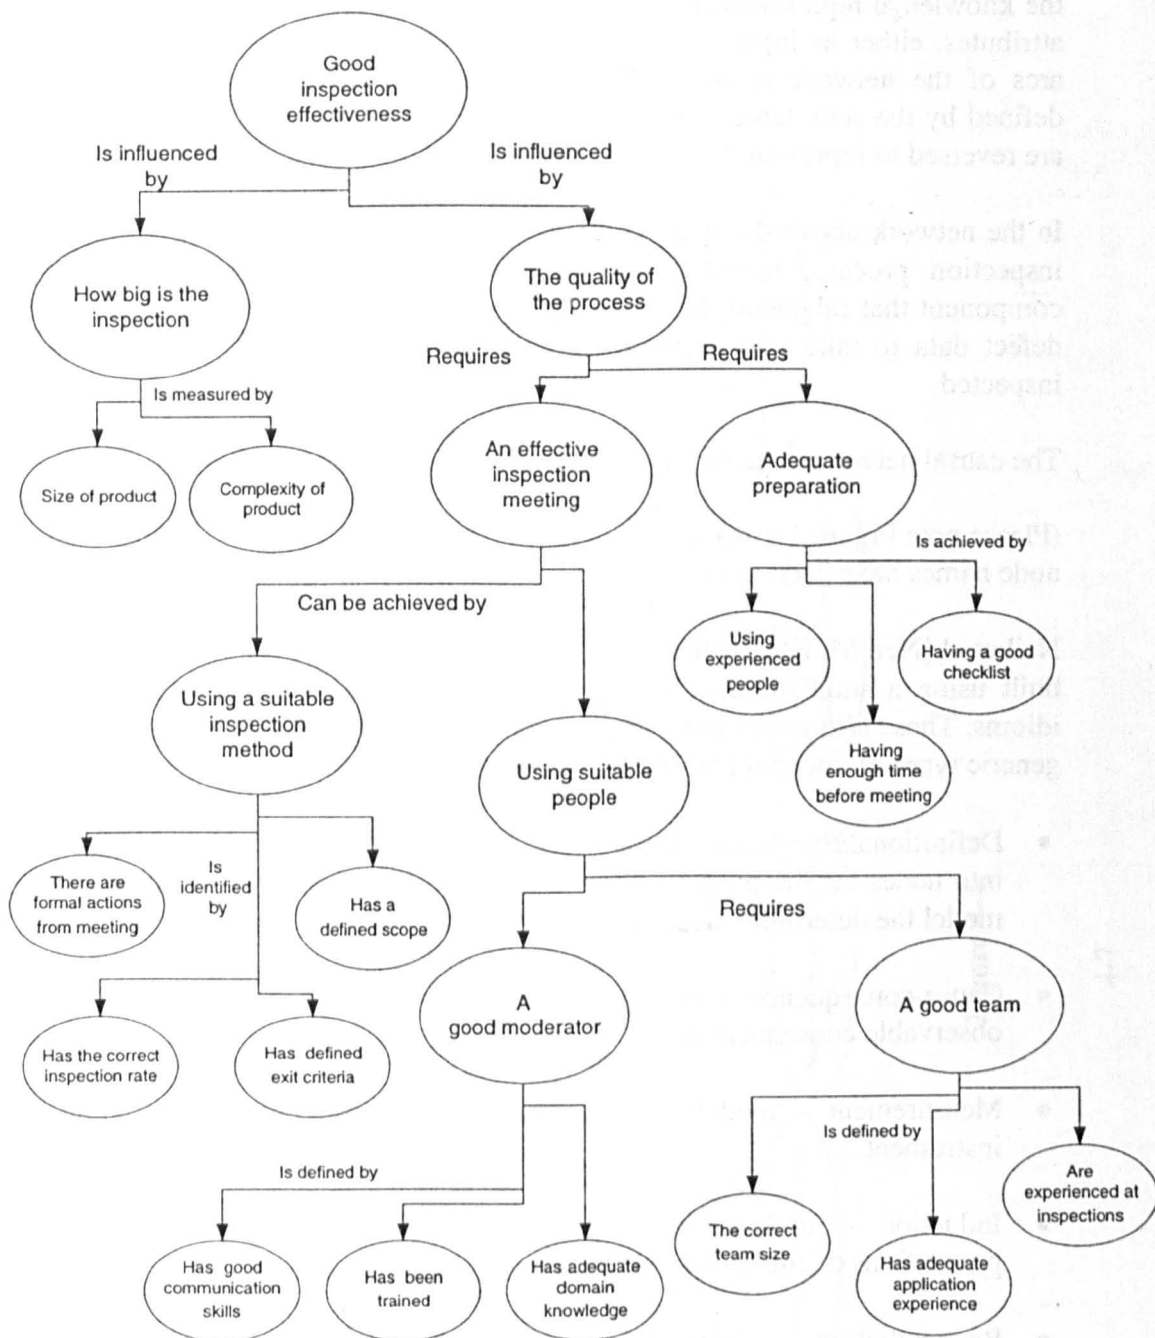 Good
inspection
effectiveness
Is influenced
by
Is influenced
by
How big is the
inspection
The quality of
the process
Is measured by
Size of product
Complexity of
product
Requires
Requires
An effective
inspection
meeting
Adequate
preparation
Is achieved by
Using
experienced
people
Having a good
checklist
Having
enough time
before meeting
Can be achieved by
Using a suitable
inspection
method
Using suitable
people
There are
formal actions
from meeting
Is
identified
by
Has a
defined scope
Has the correct
inspection rate
Has defined
exit criteria
Requires
A
good moderator
A good team
Is defined by
Has good
communication
skills
Has been
trained
Has adequate
domain
knowledge
Is defined by
The correct
team size
Has adequate
application
experience
Are
experienced at
inspections